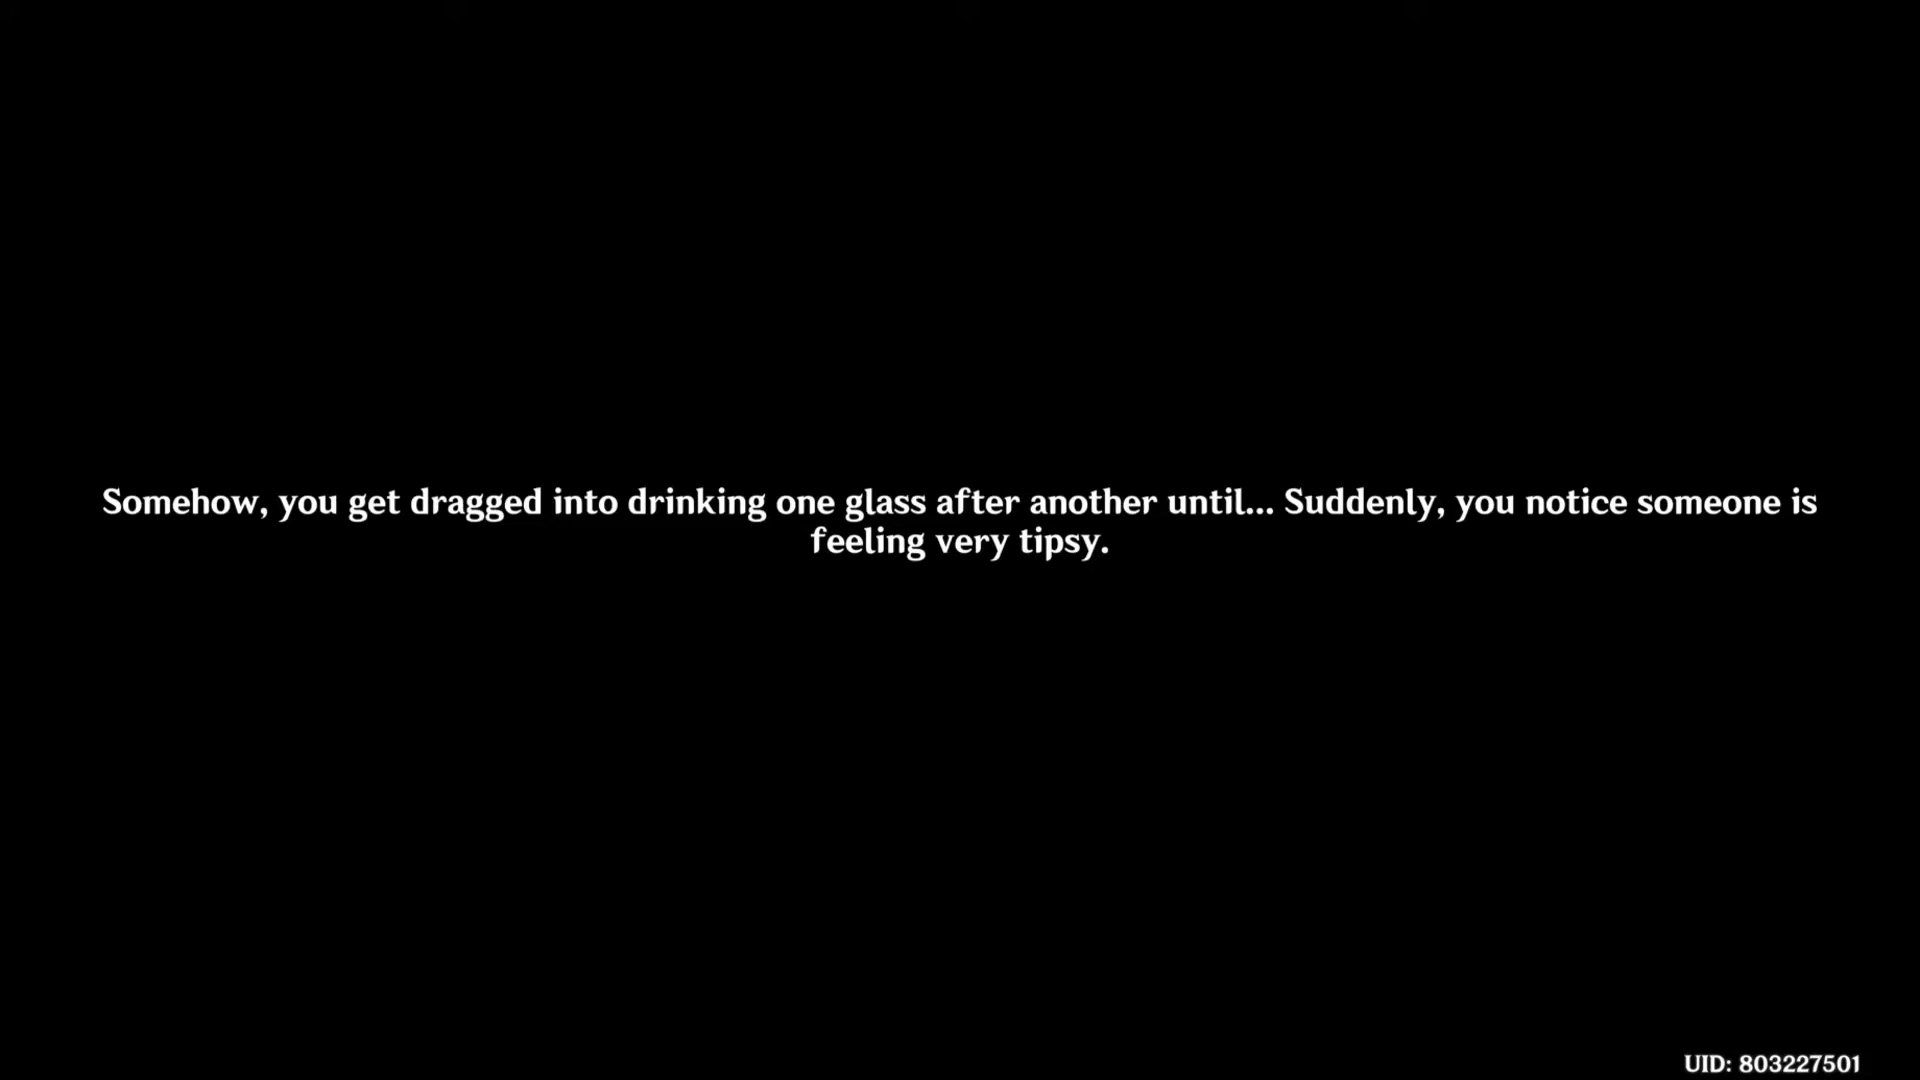 Somehow, you get dragged into drinking one glass after another until... Suddenly, you notice someone is
feeling very tipsy.
UID: 803227501